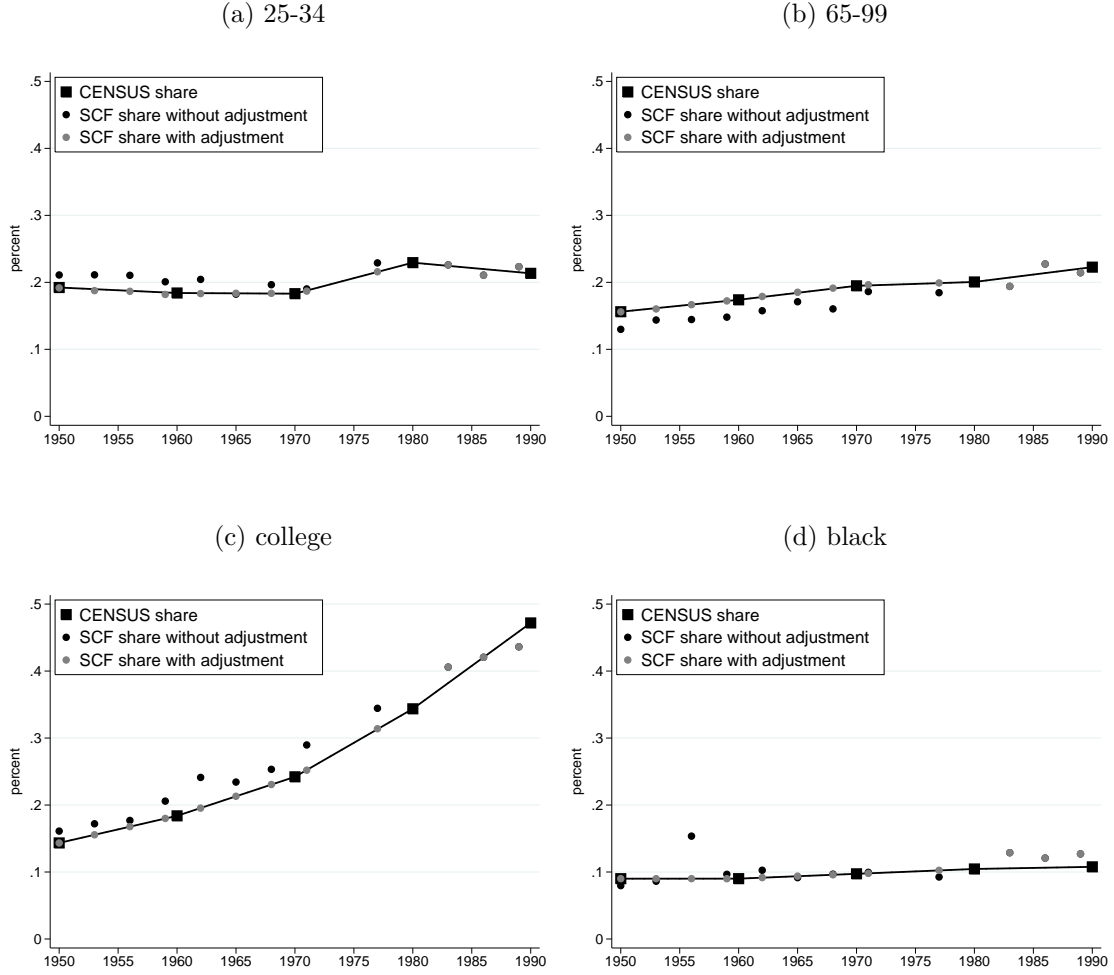 (a) 25-34
CENSUS share
SCF share without adjustment
SCF share with adjustment
percent
.5
.4
.3
.2
.1
0
1950 1955 1960 1965 1970 1975 1980 1985 1990
(b) 65-99
CENSUS share
SCF share without adjustment
SCF share with adjustment
percent
.5
.4
.3
.2
.1
0
1950 1955 1960 1965 1970 1975 1980 1985 1990
(c) college
CENSUS share
SCF share without adjustment
SCF share with adjustment
percent
.5
.4
.3
.2
.1
0
1950 1955 1960 1965 1970 1975 1980 1985 1990
(d) black
CENSUS share
SCF share without adjustment
SCF share with adjustment
percent
.5
.4
.3
.2
.1
0
1950 1955 1960 1965 1970 1975 1980 1985 1990